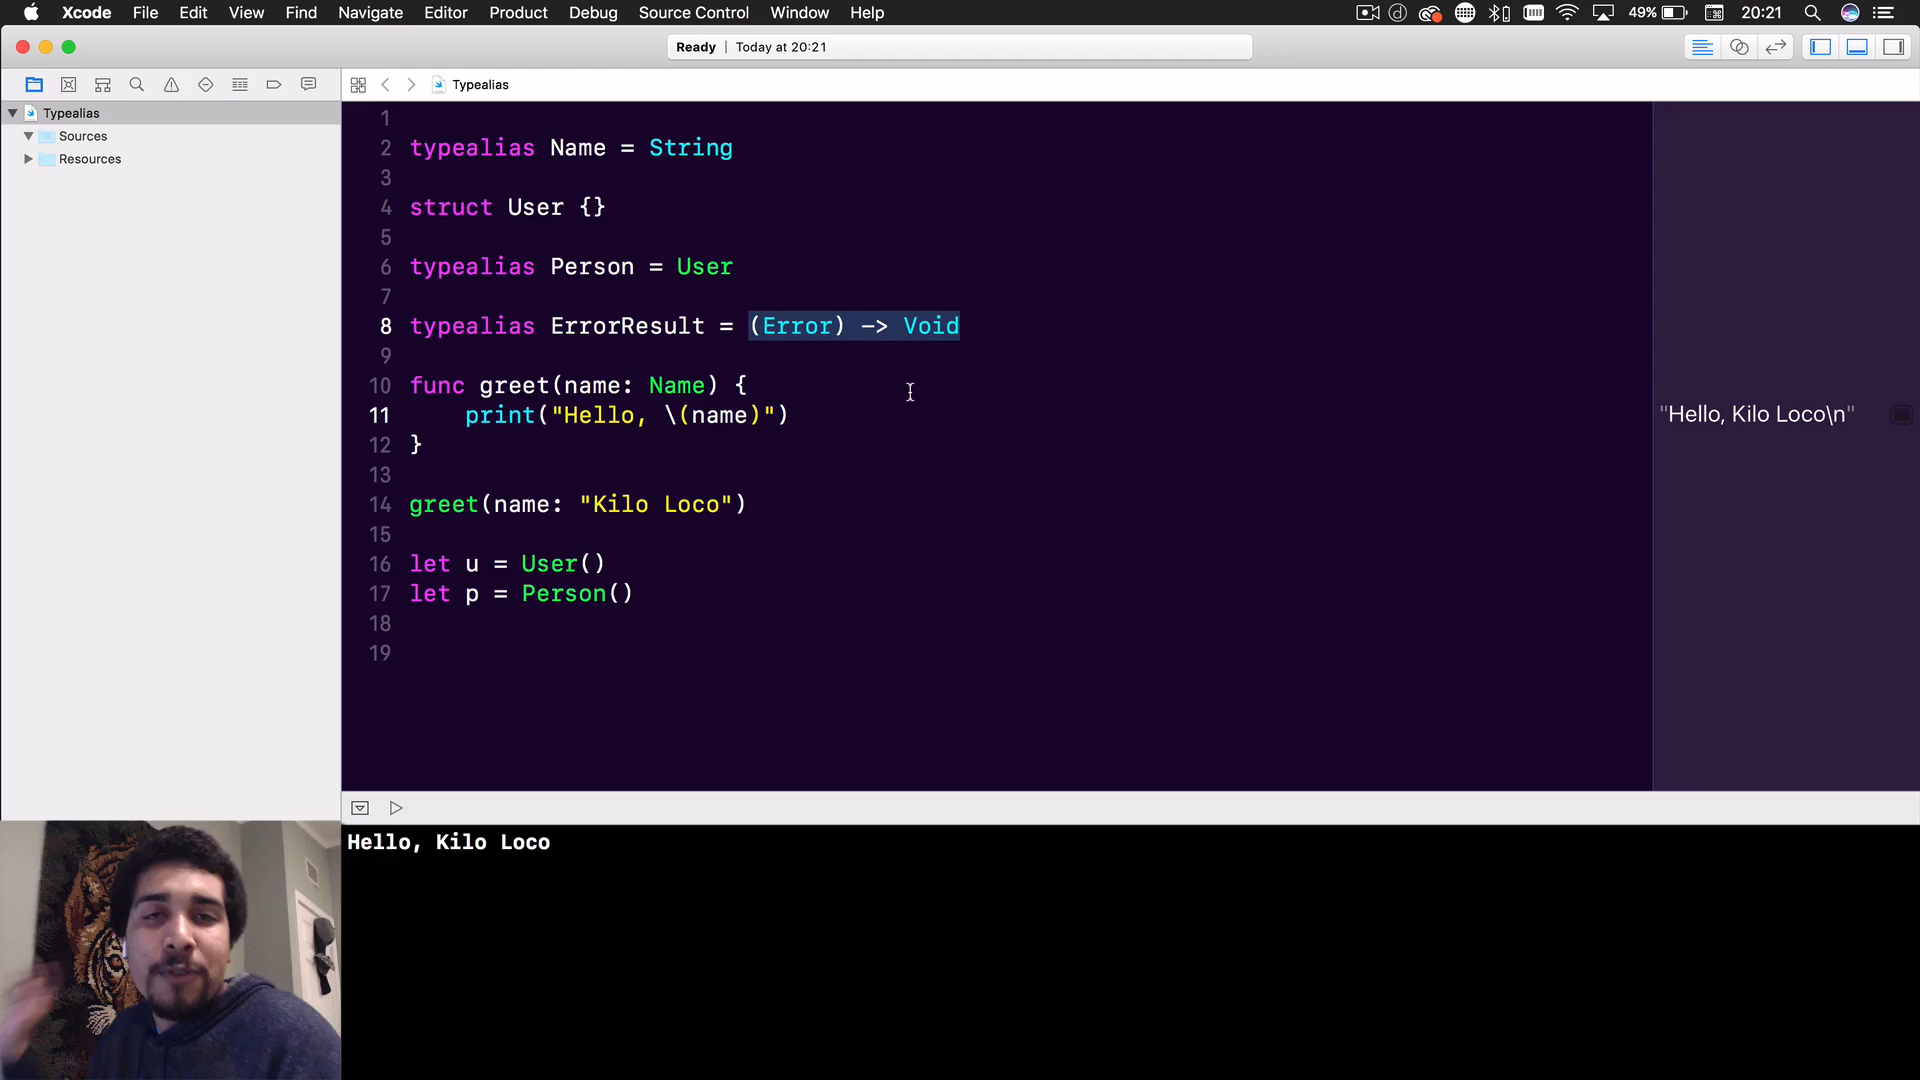 Xcode File Edit View Find Navigate Editor Product Debug Source Control Window Help 49% 20:21
Ready | Today at 20:21
Typealias
Typealias
Sources
Resources
1
2 typealias Name = String
3
4 struct User {}
5
6 typealias Person = User
7
8 typealias ErrorResult = (Error) -> Void
9
10 func greet(name: Name) {
11 print("Hello, \(name)")
12 }
13
14 greet(name: "Kilo Loco")
15
16 let u = User()
17 let p = Person()
18
19
"Hello, Kilo Loco\n"
Hello, Kilo Loco